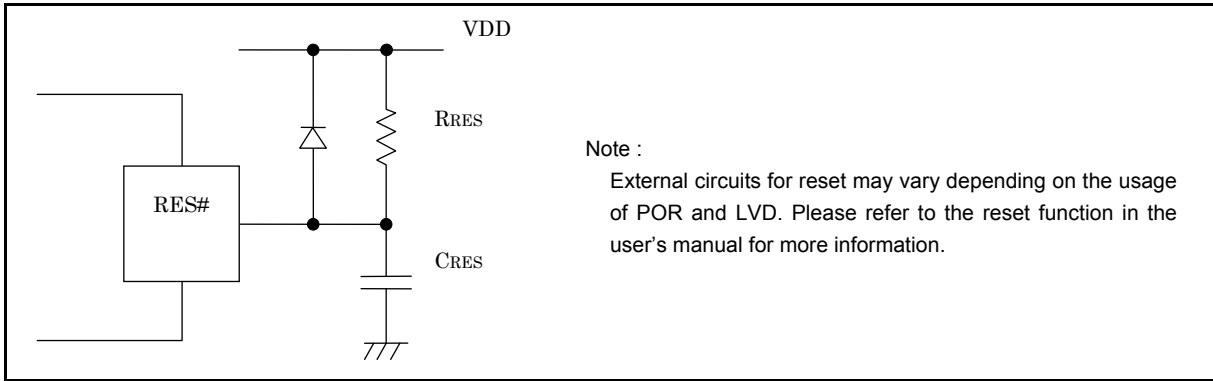 VDD
RRES
RES#
CRES
Note :
External circuits for reset may vary depending on the usage
of POR and LVD. Please refer to the reset function in the
user's manual for more information.